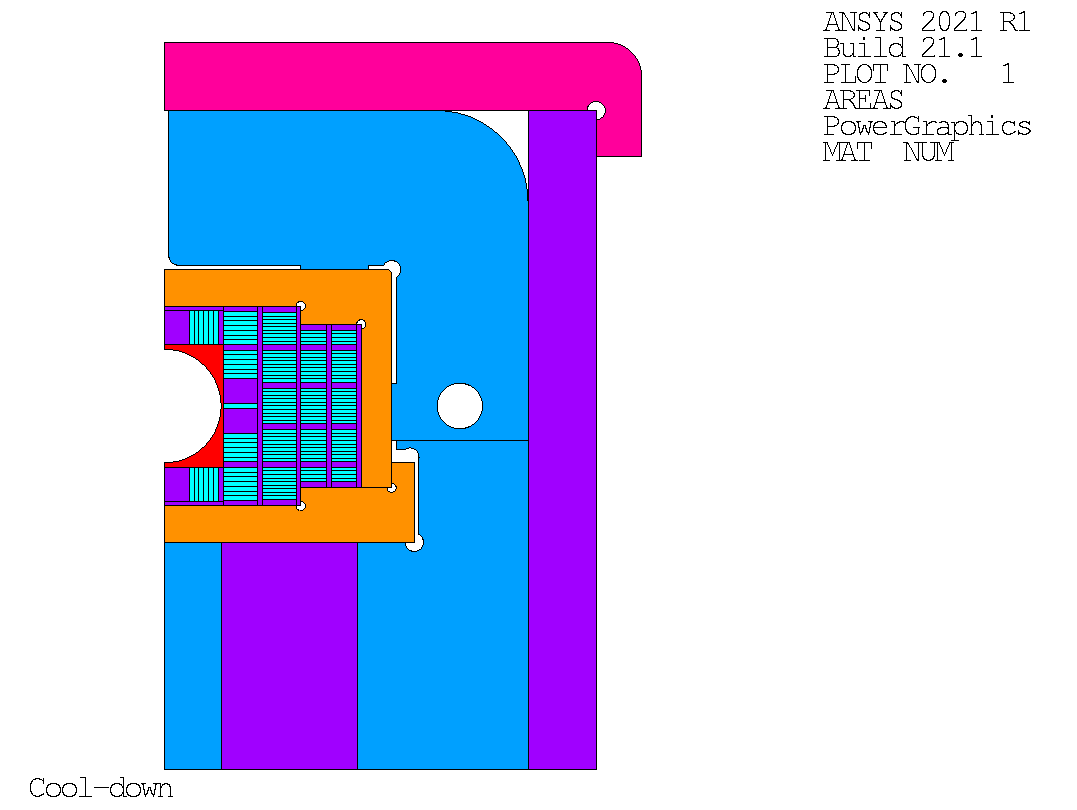 ANSYS 2021 R1
Build 21.1
PLOT NO.   1
AREAS
PowerGraphics
MAT  NUM
Cool-down